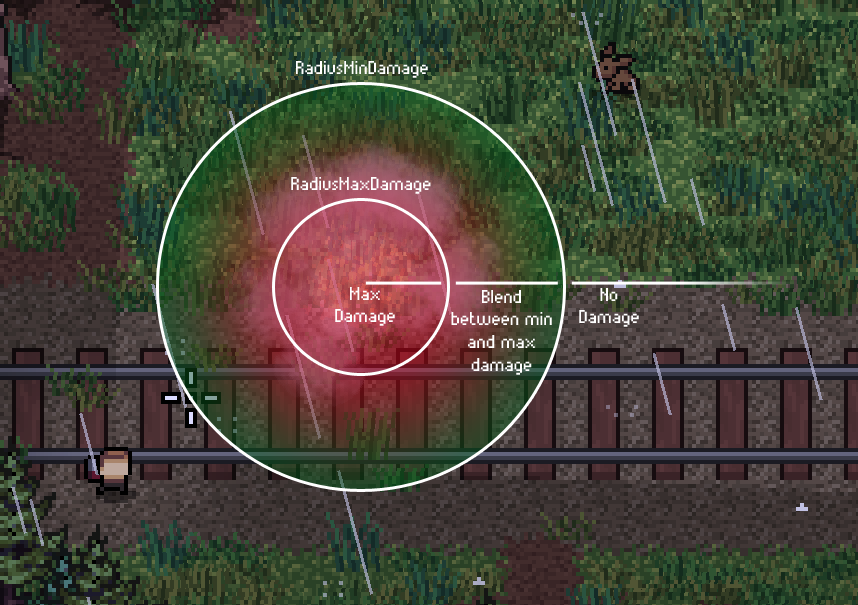 RadiusMinDamage
RadiusMaxDamage
Max
Damage
Blend
between min
and max
damage
No
Damage